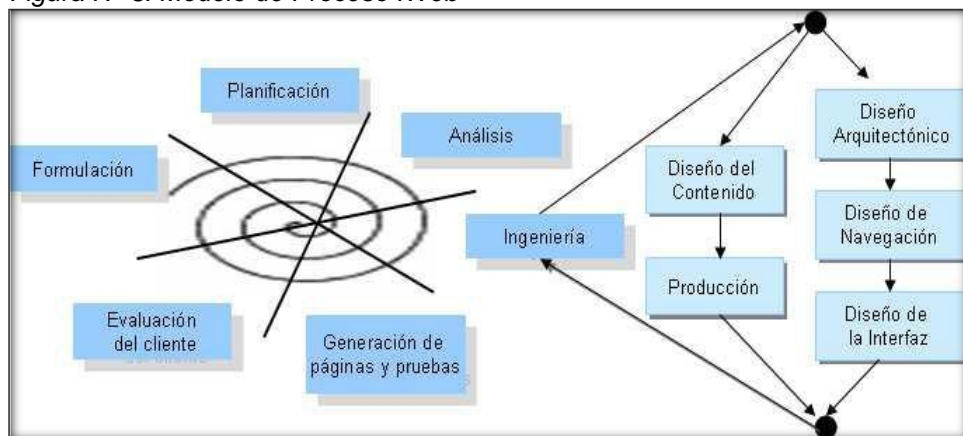 Planificación
Análisis
Formulación
Ingeniería
Evaluación
del cliente
Generación de
páginas y pruebas
Diseño del
Contenido
Producción
Diseño
Arquitectónico
Diseño de
Navegación
Diseño de
la Interfaz